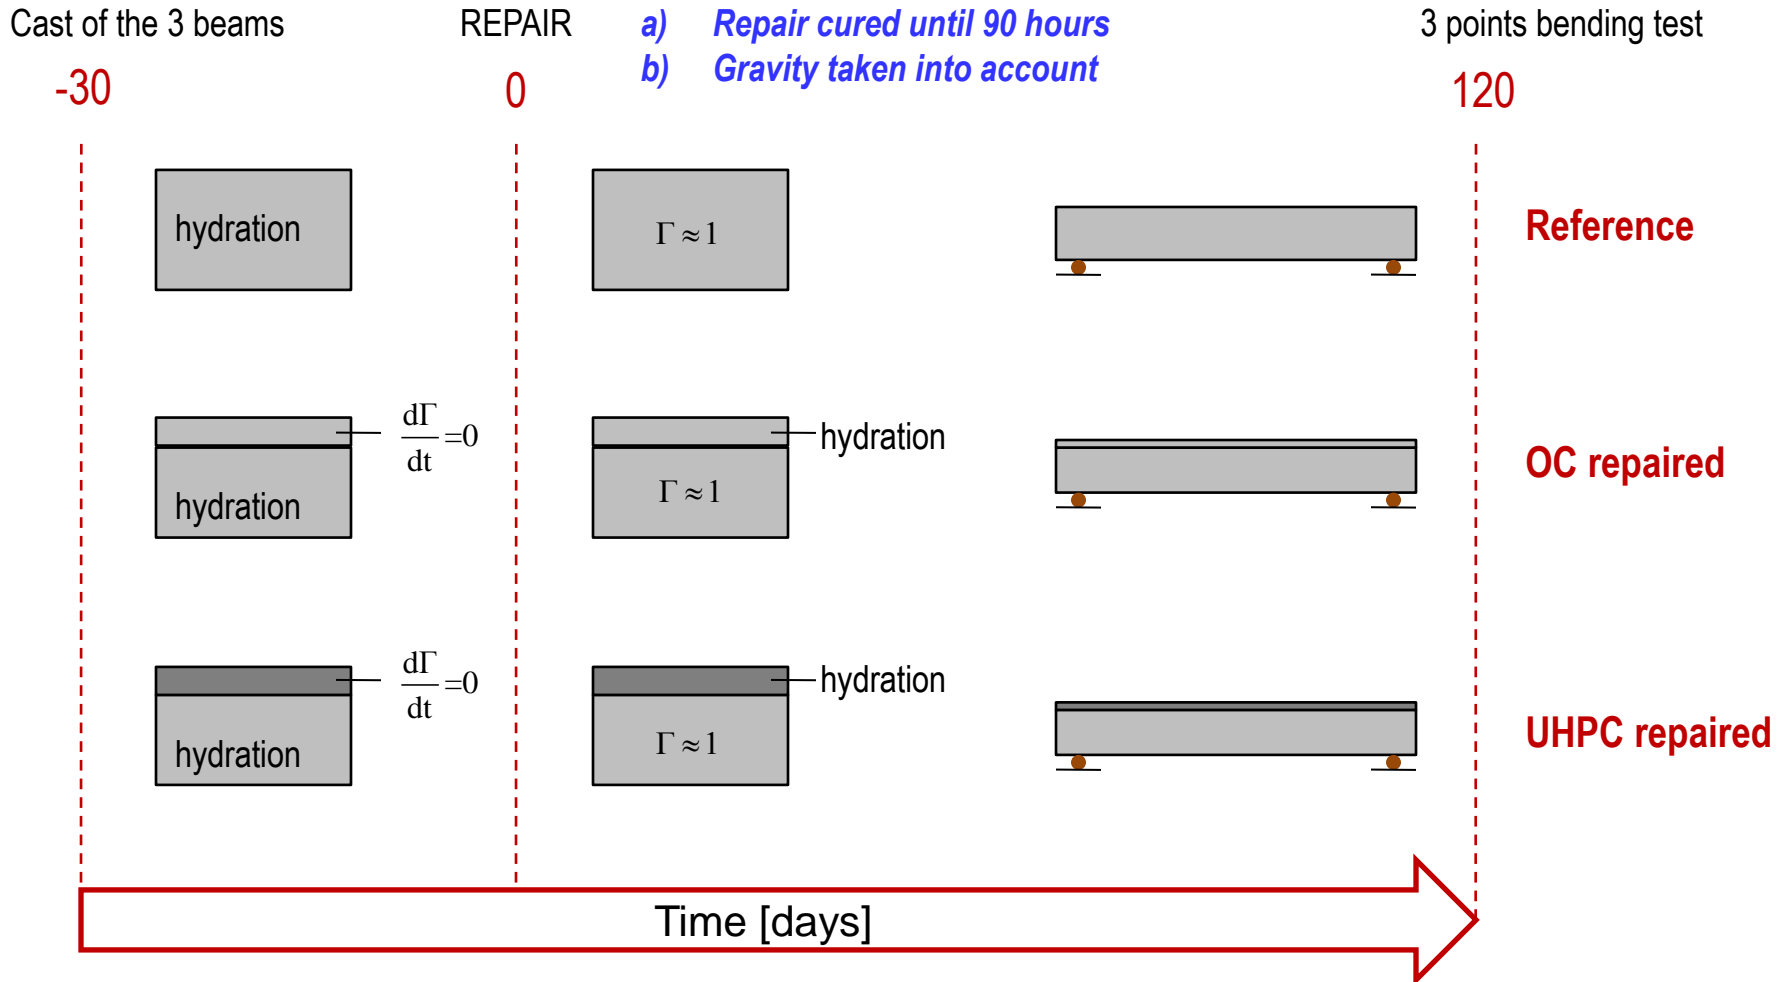 Cast of the 3 beams
REPAIR
a) Repair cured until 90 hours
3 points bending test
b) Gravity taken into account
-30
0
120
hydration
Γ ≈ 1
Reference
dΓ/dt = 0
hydration
hydration
Γ ≈ 1
OC repaired
dΓ/dt = 0
hydration
hydration
Γ ≈ 1
UHPC repaired
Time [days]